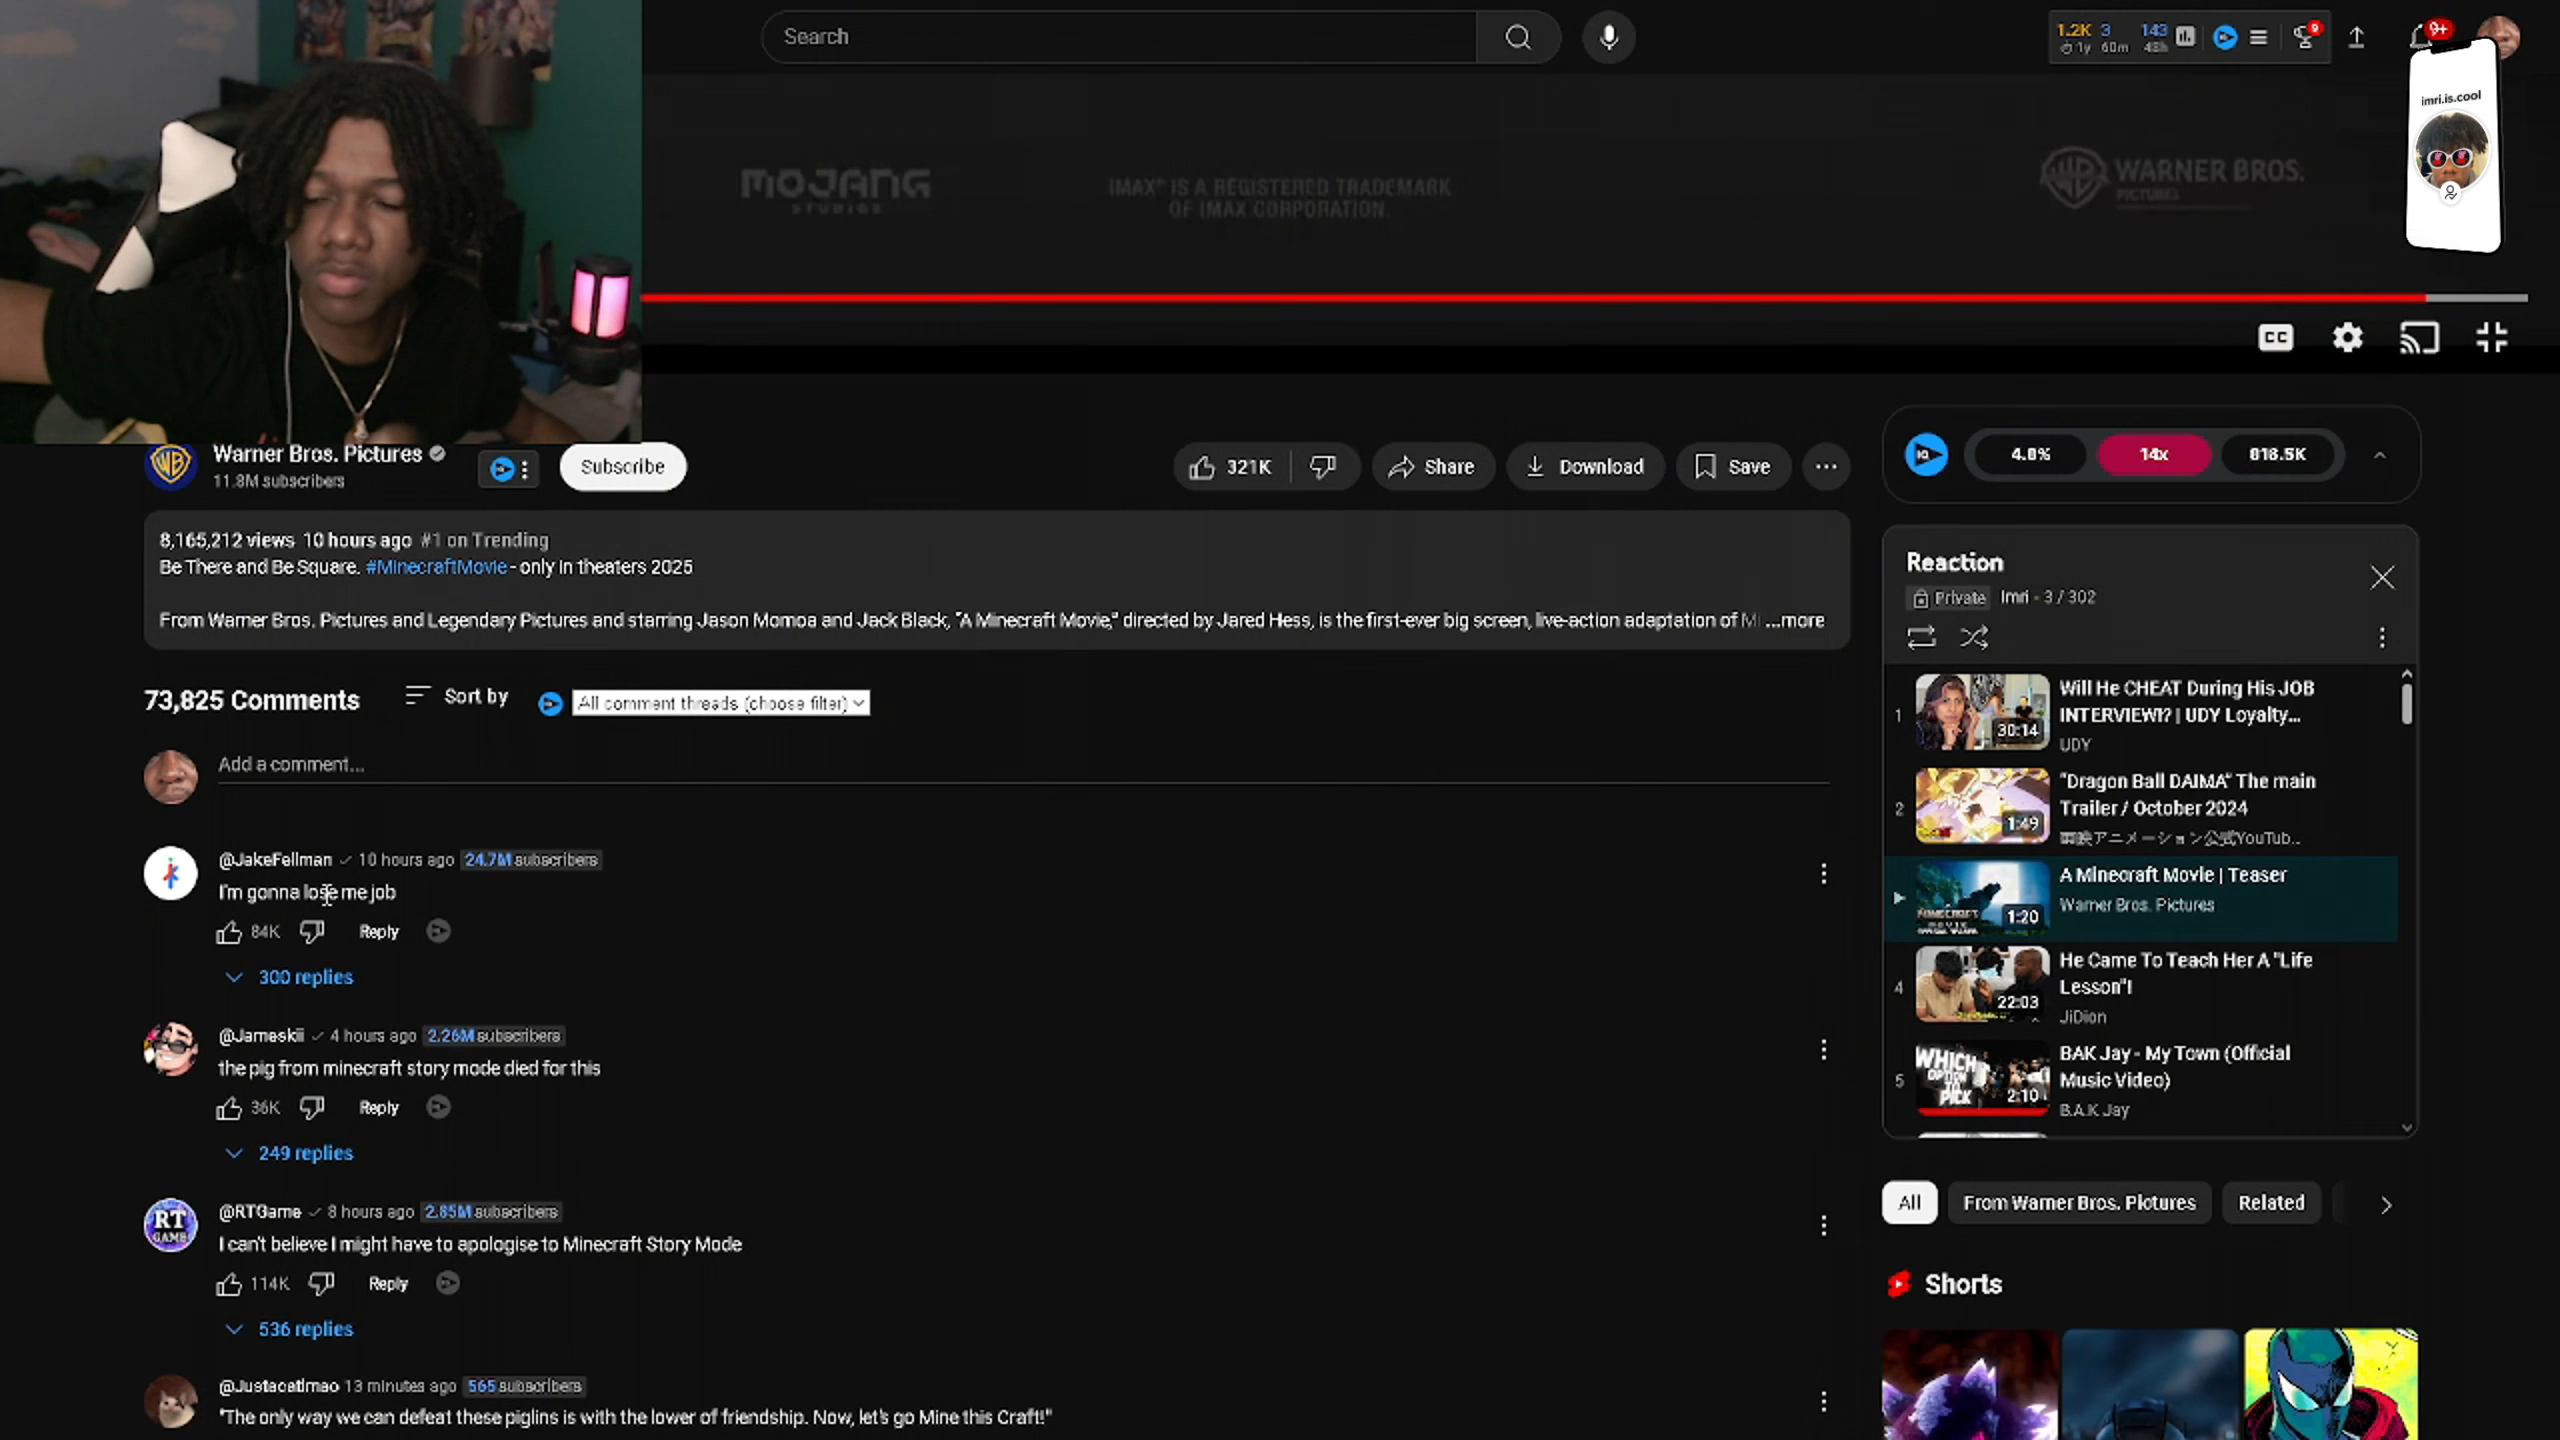 Search
1.2K 3 143
1y 60m 48h
9
9+
imri.is.cool
MOJANG
STUDIOS
IMAX® IS A REGISTERED TRADEMARK
OF IMAX CORPORATION.
WARNER BROS.
PICTURES
CC
Warner Bros. Pictures
11.8M subscribers
Subscribe
321K
Share
Download
Save
4.0%
14x
818.5K
8,165,212 views 10 hours ago #1 on Trending
Be There and Be Square. #MinecraftMovie - only in theaters 2025
From Warner Bros. Pictures and Legendary Pictures and starring Jason Momoa and Jack Black, "A Minecraft Movie," directed by Jared Hess, is the first-ever big screen, live-action adaptation of M ...more
73,825 Comments
Sort by
All comment threads (choose filter)
Add a comment...
@JakeFellman 10 hours ago 24.7M subscribers
I'm gonna lose me job
84K
Reply
300 replies
@Jameskii 4 hours ago 2.26M subscribers
the pig from minecraft story mode died for this
36K
Reply
249 replies
RT
GAME
@RTGame 8 hours ago 2.85M subscribers
I can't believe I might have to apologise to Minecraft Story Mode
114K
Reply
536 replies
@Justacatlmao 13 minutes ago 565 subscribers
"The only way we can defeat these piglins is with the lower of friendship. Now, let's go Mine this Craft!"
Reaction
Private Imri - 3 / 302
1
30:14
Will He CHEAT During His JOB
INTERVIEW!? | UDY Loyalty...
UDY
2
1:49
"Dragon Ball DAIMA" The main
Trailer / October 2024
アニメーション公式YouTub...
1:20
A Minecraft Movie | Teaser
Warner Bros. Pictures
4
22:03
He Came To Teach Her A "Life
Lesson"!
JiDion
5
WHICH
OPTION
TO
PICK
2:10
BAK Jay - My Town (Official
Music Video)
B.A.K Jay
All
From Warner Bros. Pictures
Related
Shorts